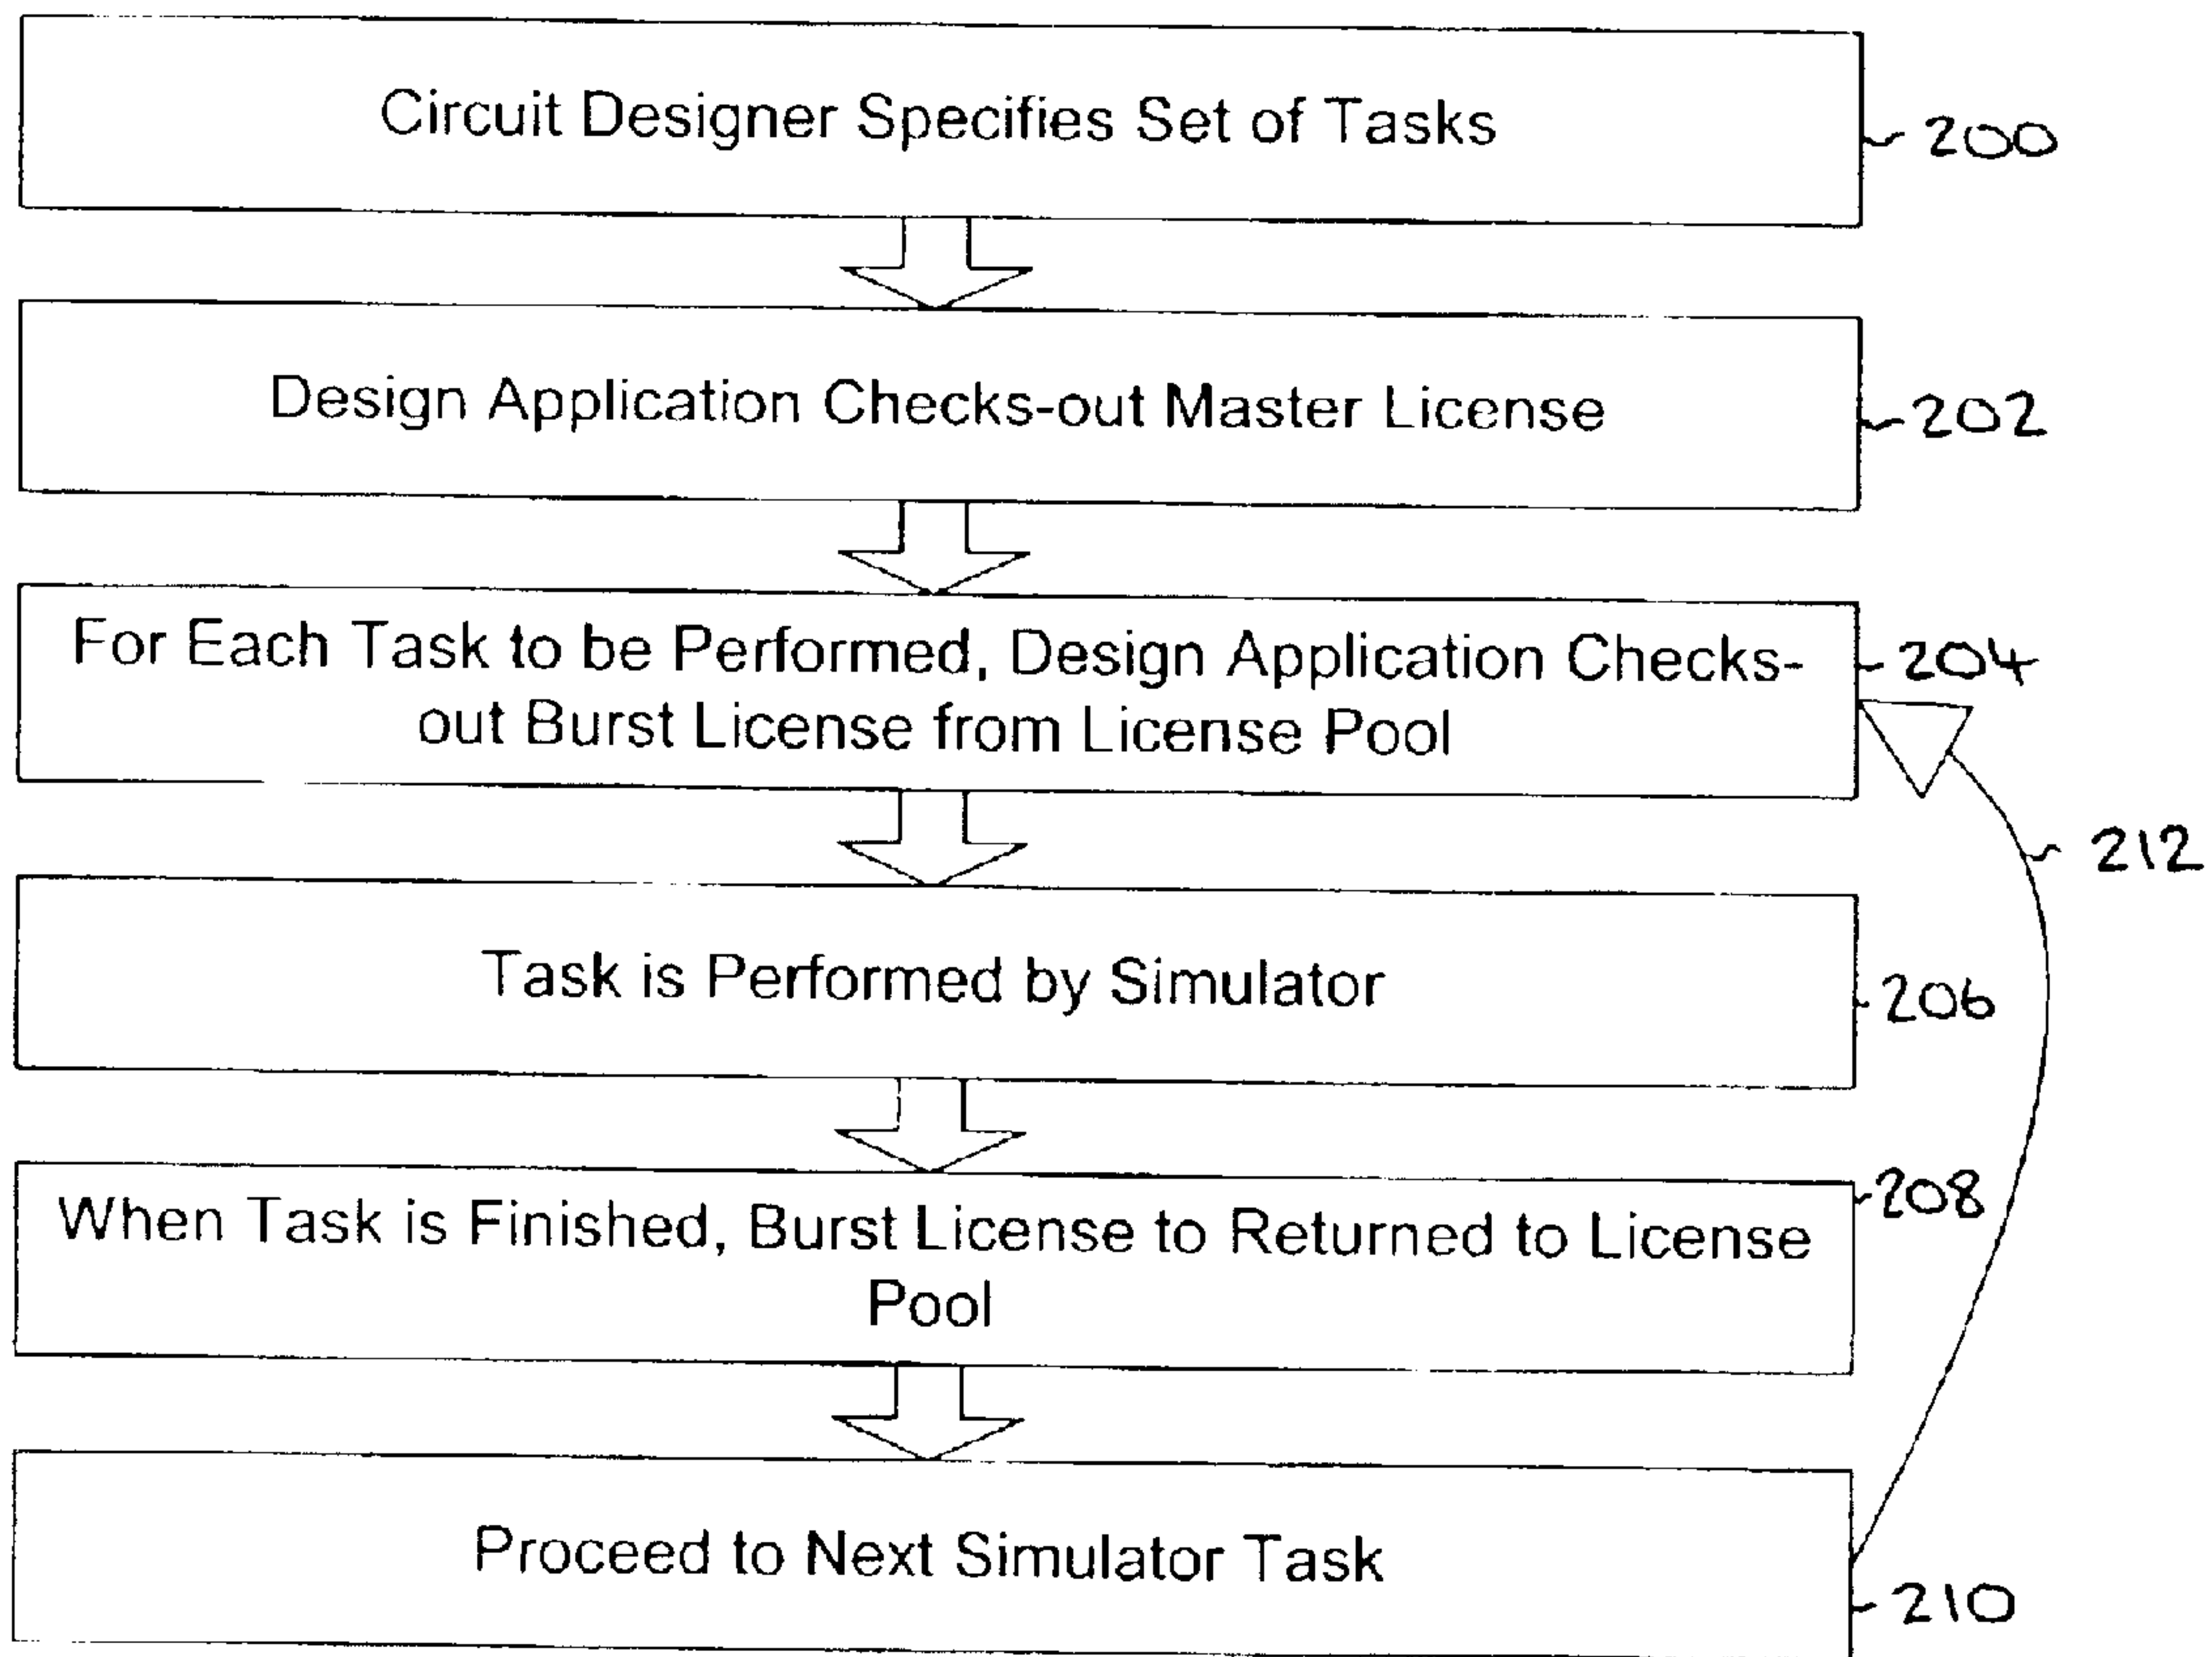 Circuit Designer Specifies Set of Tasks
200
Design Application Checks-out Master License
202
For Each Task to be Performed, Design Application Checks-
out Burst License from License Pool
204
212
Task is Performed by Simulator
206
When Task is Finished, Burst License to Returned to License
Pool
208
Proceed to Next Simulator Task
210